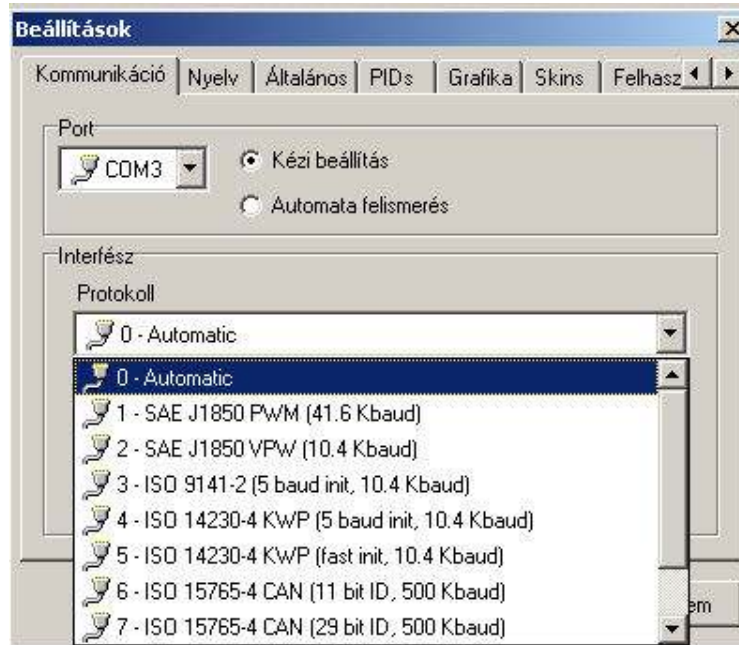 Beállítások
Kommunikáció Nyelv Általános PIDs Grafika Skins Felhasz
Port
COM3
Kézi beállítás
Automata felismerés
Interfész
Protokoll
0 - Automatic
0 - Automatic
1 - SAE J1850 PWM (41.6 Kbaud)
2 - SAE J1850 VPW (10.4 Kbaud)
3 - ISO 9141-2 (5 baud init, 10.4 Kbaud)
4 - ISO 14230-4 KWP (5 baud init, 10.4 Kbaud)
5 - ISO 14230-4 KWP (fast init, 10.4 Kbaud)
6 - ISO 15765-4 CAN (11 bit ID, 500 Kbaud)
7 - ISO 15765-4 CAN (29 bit ID, 500 Kbaud)
em